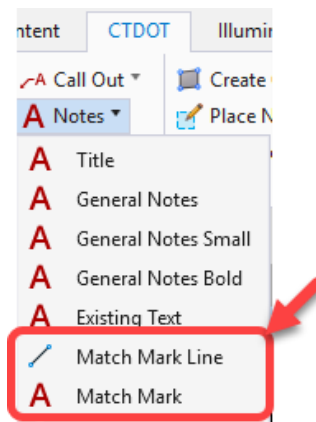 ntent CTDOT Illumin
A Call Out Create
A Notes Place N
A Title
A General Notes
A General Notes Small
A General Notes Bold
A Existing Text
Match Mark Line
A Match Mark